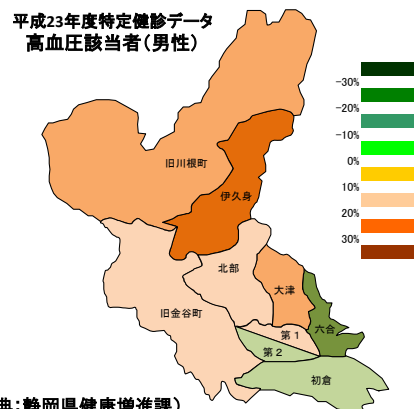 平成23年度特定健診データ
高血圧該当者(男性)
-30%
-20%
-10%
0%
10%
20%
30%
旧川根町
伊久身
北部
大津
旧金谷町
第1
六合
第2
初倉
典:静岡県健康増進課)